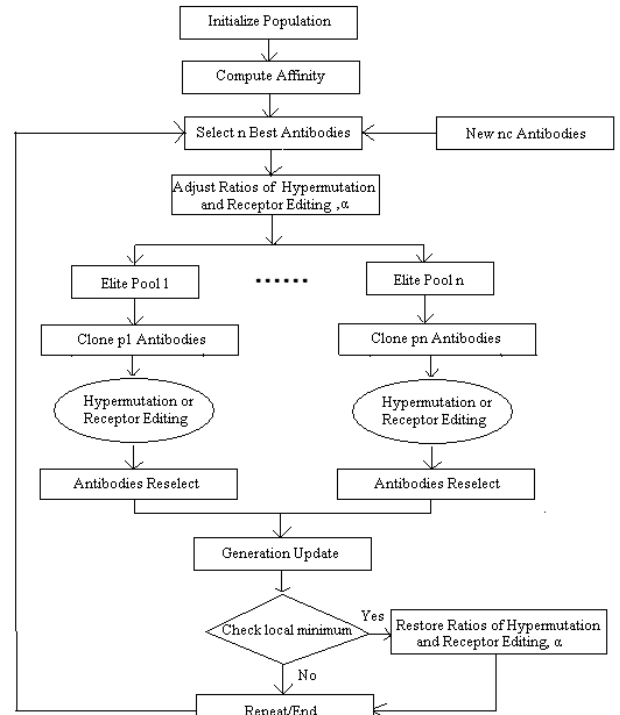 Initialize Population
Compute Affinity
Select n Best Antibodies
New nc Antibodies
Adjust Ratios of Hypermutation
and Receptor Editing ,α
Elite Pool 1
......
Elite Pool n
Clone p1 Antibodies
Clone pn Antibodies
Hypermutation or
Receptor Editing
Hypermutation or
Receptor Editing
Antibodies Reselect
Antibodies Reselect
Generation Update
Check local minimum
Yes
Restore Ratios of Hypermutation
and Receptor Editing, α
No
Repeat/End